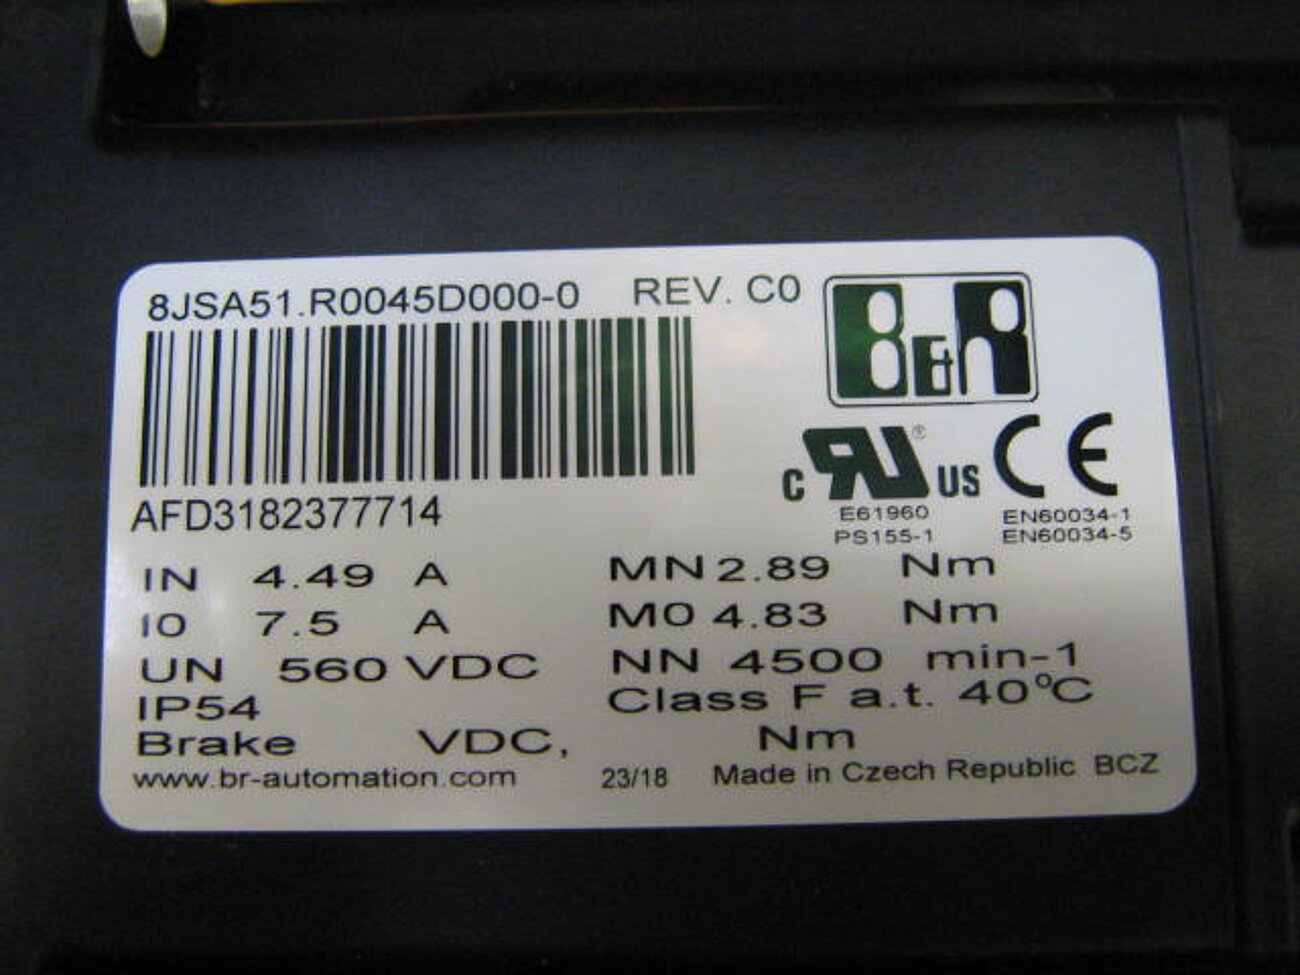 8JSA51.R0045D000-0 REV. C0
B&R
AFD3182377714
c RU ® US CE
E61960 EN60034-1
PS155-1 EN60034-5
IN 4.49 A MN 2.89 Nm
I0 7.5 A M0 4.83 Nm
UN 560 VDC NN 4500 min-1
IP54 Class F a.t. 40°C
Brake VDC, Nm
www.br-automation.com 23/18 Made in Czech Republic BCZ